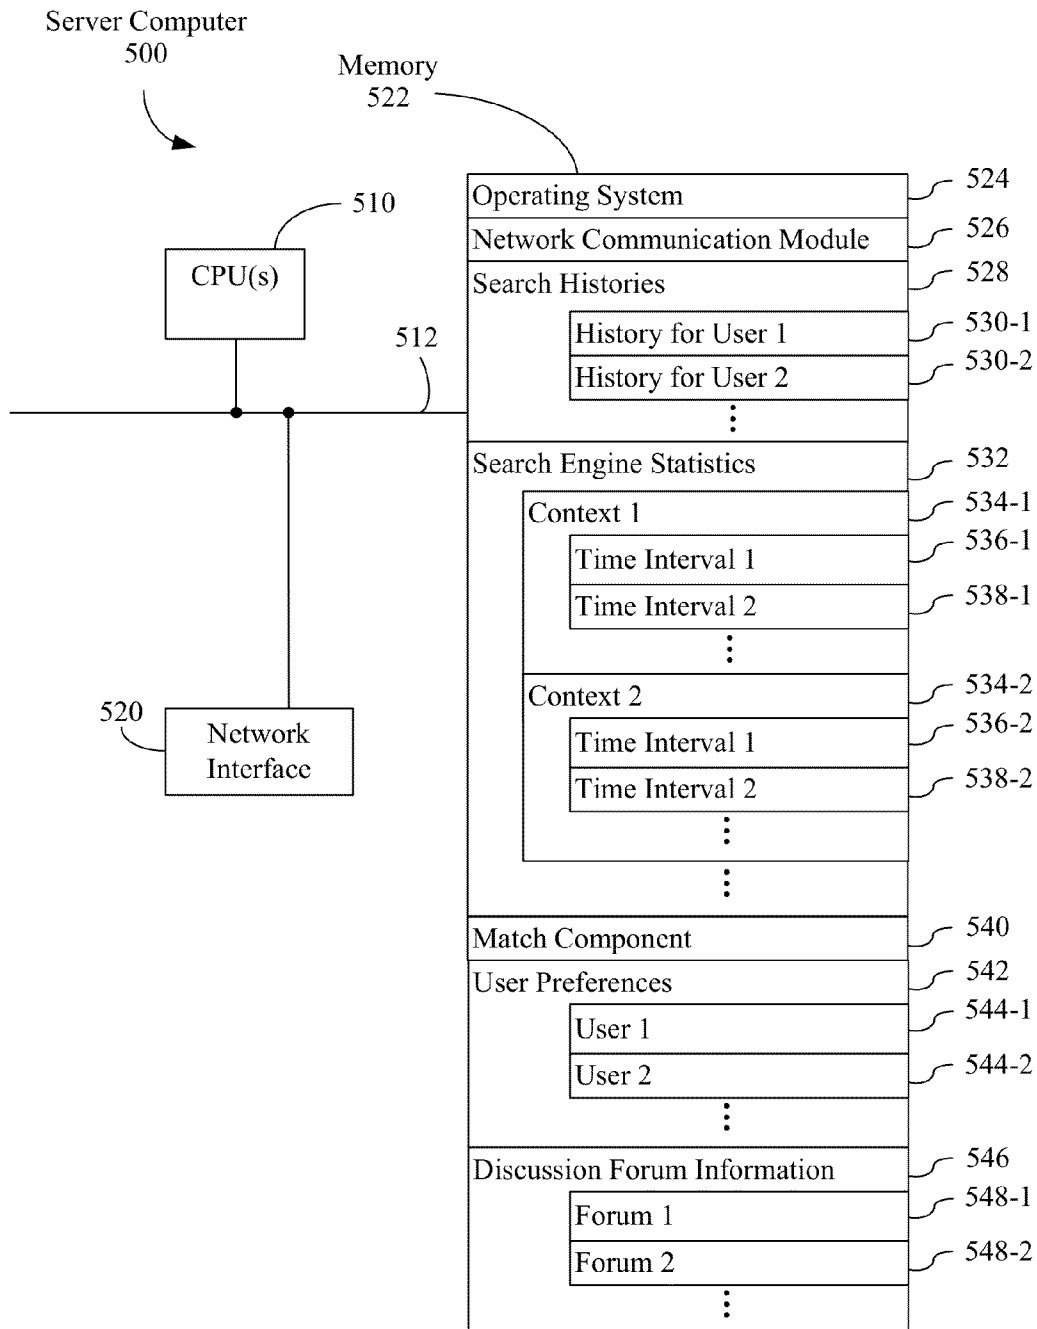 Server Computer
500
Memory
522
Operating System
524
510
Network Communication Module
526
CPU(s)
Search Histories
528
History for User 1
530-1
512
History for User 2
530-2
Search Engine Statistics
532
Context 1
534-1
Time Interval 1
536-1
Time Interval 2
538-1
Context 2
534-2
520
Network
Interface
Time Interval 1
536-2
Time Interval 2
538-2
Match Component
540
User Preferences
542
User 1
544-1
User 2
544-2
Discussion Forum Information
546
Forum 1
548-1
Forum 2
548-2